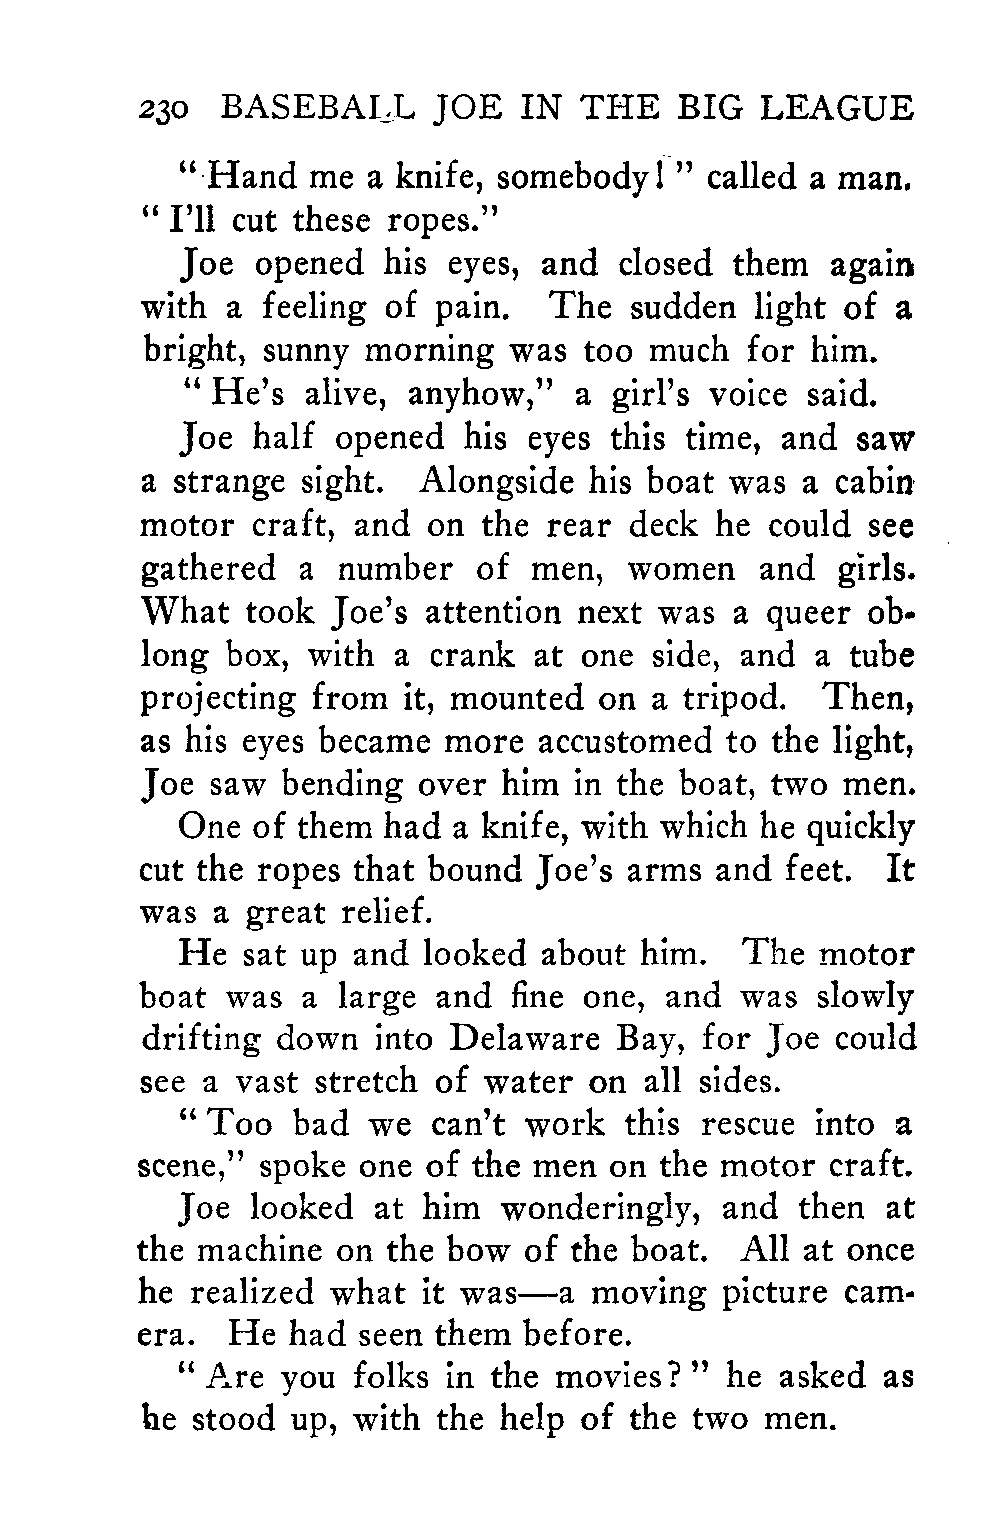 230 BASEBALL JOE IN THE BIG LEAGUE
" Hand me a knife, somebody! " called a man.
" I'll cut these ropes."
Joe opened his eyes, and closed them again
with a feeling of pain. The sudden light of a
bright, sunny morning was too much for him.
" He's alive, anyhow," a girl's voice said.
Joe half opened his eyes this time, and saw
a strange sight. Alongside his boat was a cabin
motor craft, and on the rear deck he could see
gathered a number of men, women and girls.
What took Joe's attention next was a queer ob-
long box, with a crank at one side, and a tube
projecting from it, mounted on a tripod. Then,
as his eyes became more accustomed to the light,
Joe saw bending over him in the boat, two men.
One of them had a knife, with which he quickly
cut the ropes that bound Joe's arms and feet. It
was a great relief.
He sat up and looked about him. The motor
boat was a large and fine one, and was slowly
drifting down into Delaware Bay, for Joe could
see a vast stretch of water on all sides.
" Too bad we can't work this rescue into a
scene," spoke one of the men on the motor craft.
Joe looked at him wonderingly, and then at
the machine on the bow of the boat. All at once
he realized what it was—a moving picture cam-
era. He had seen them before.
" Are you folks in the movies? " he asked as
he stood up, with the help of the two men.